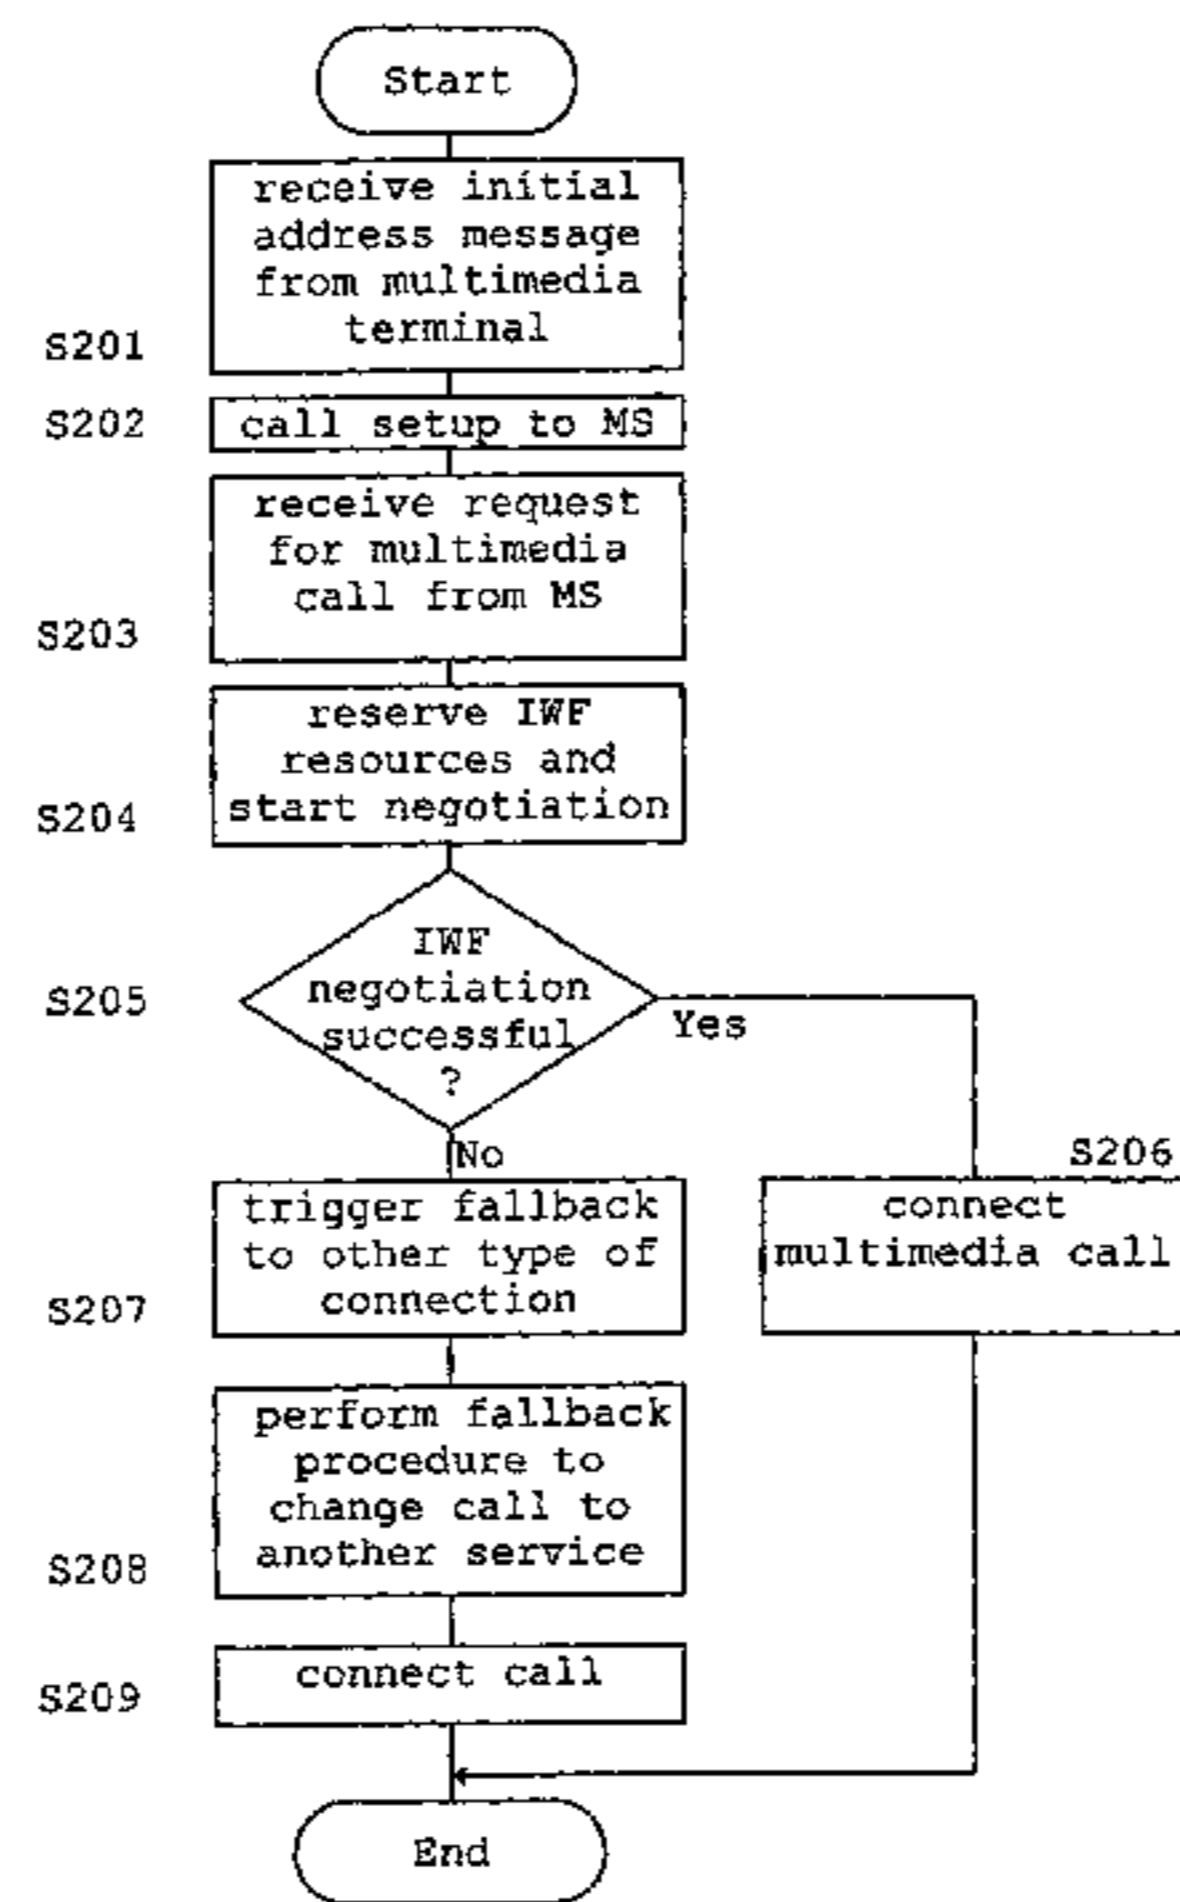 Start
receive initial
address message
from multimedia
terminal
S201
S202
call setup to MS
receive request
for multimedia
call from MS
S203
reserve IWF
resources and
start negotiation
S204
IWF
negotiation
successful
?
S205
Yes
No
S206
connect
multimedia call
trigger fallback
to other type of
connection
S207
perform fallback
procedure to
change call to
another service
S208
connect call
S209
End